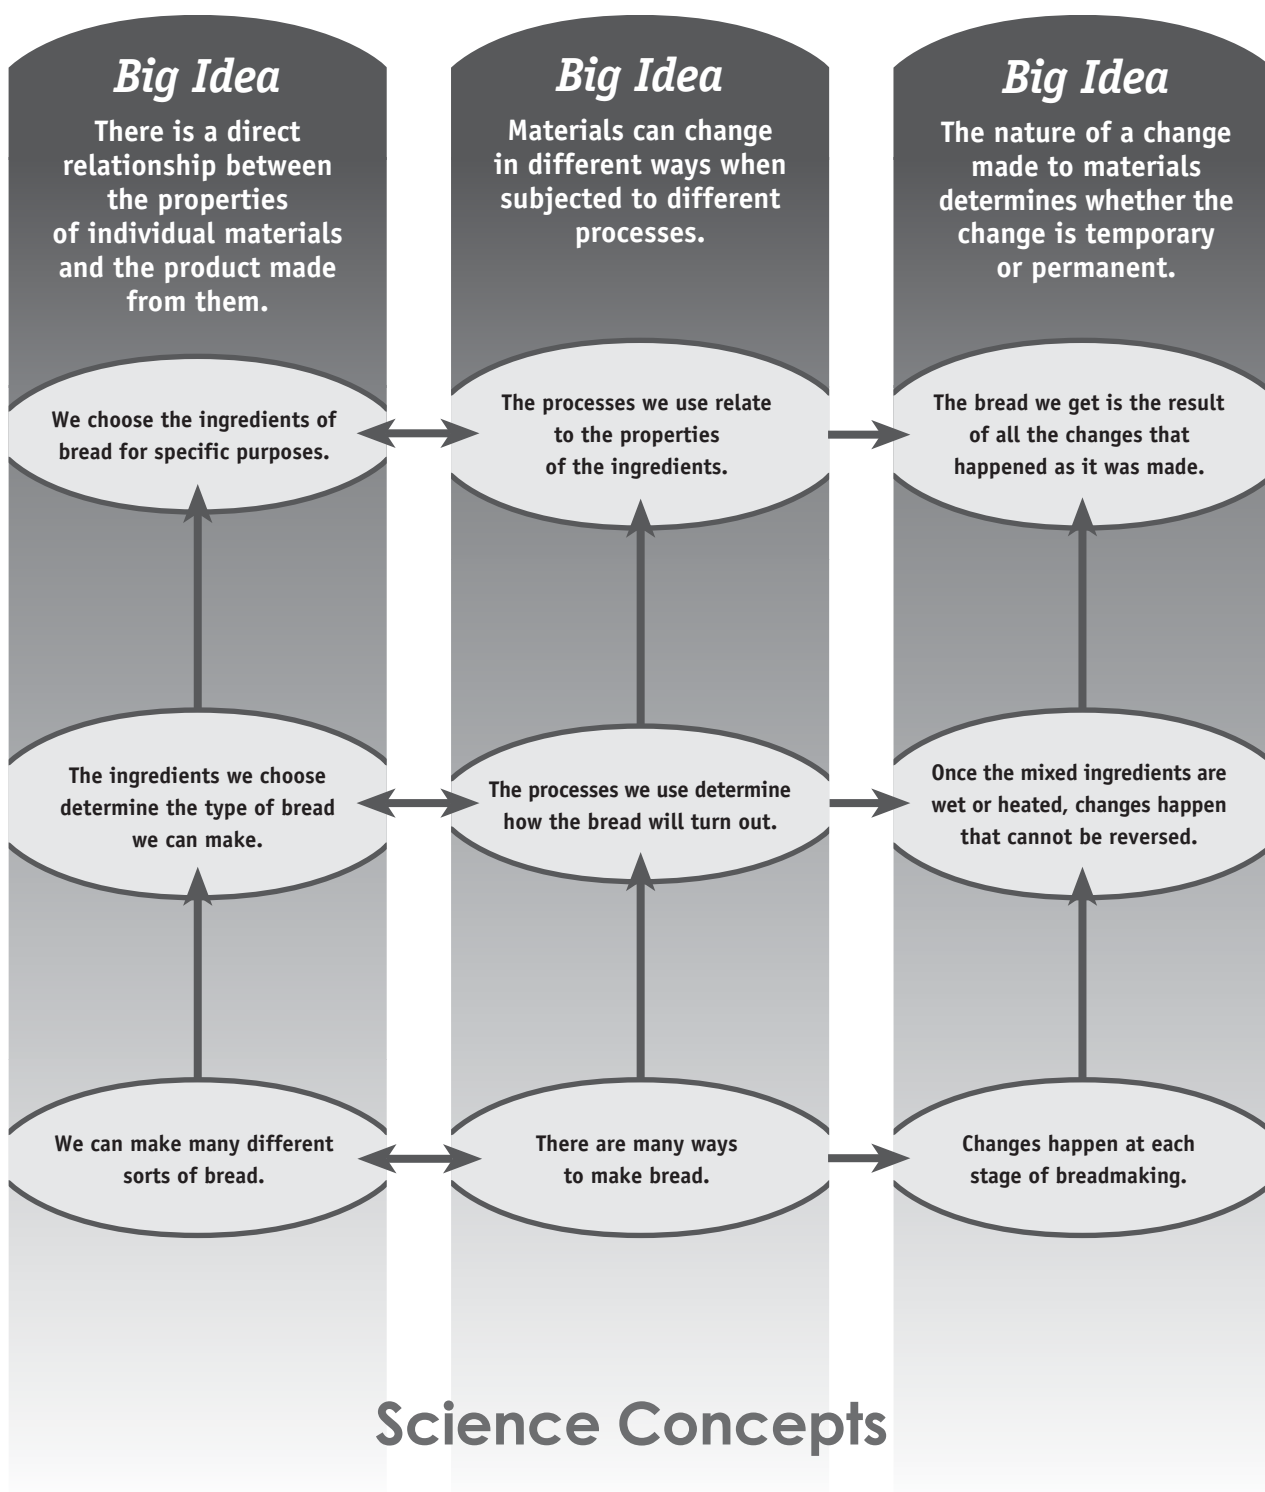 Big Idea
There is a direct
relationship between
the properties
of individual materials
and the product made
from them.
We choose the ingredients of
bread for specific purposes.
The ingredients we choose
determine the type of bread
we can make.
We can make many different
sorts of bread.
Big Idea
Materials can change
in different ways when
subjected to different
processes.
The processes we use relate
to the properties
of the ingredients.
The processes we use determine
how the bread will turn out.
There are many ways
to make bread.
Big Idea
The nature of a change
made to materials
determines whether the
change is temporary
or permanent.
The bread we get is the result
of all the changes that
happened as it was made.
Once the mixed ingredients are
wet or heated, changes happen
that cannot be reversed.
Changes happen at each
stage of breadmaking.
Science Concepts